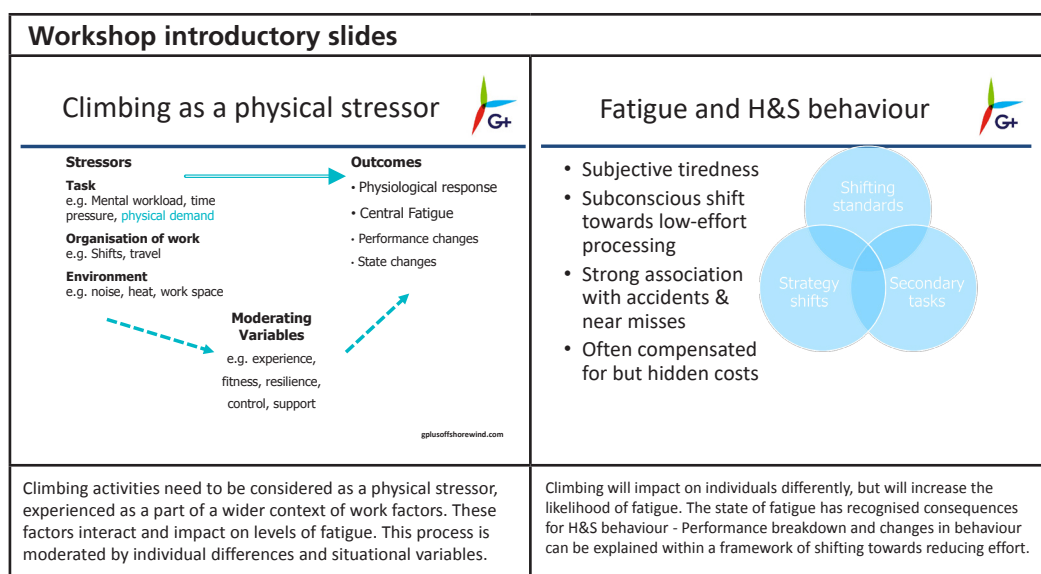 Workshop introductory slides
Climbing as a physical stressor
G+
Stressors
Task
e.g. Mental workload, time
pressure, physical demand
Organisation of work
e.g. Shifts, travel
Environment
e.g. noise, heat, work space
Outcomes
• Physiological response
• Central Fatigue
• Performance changes
• State changes
Moderating
Variables
e.g. experience,
fitness, resilience,
control, support
gplusoffshorewind.com
Fatigue and H&S behaviour
G+
• Subjective tiredness
• Subconscious shift
towards low-effort
processing
• Strong association
with accidents &
near misses
• Often compensated
for but hidden costs
Shifting
standards
Strategy
shifts
Secondary
tasks
Climbing activities need to be considered as a physical stressor,
experienced as a part of a wider context of work factors. These
factors interact and impact on levels of fatigue. This process is
moderated by individual differences and situational variables.
Climbing will impact on individuals differently, but will increase the
likelihood of fatigue. The state of fatigue has recognised consequences
for H&S behaviour - Performance breakdown and changes in behaviour
can be explained within a framework of shifting towards reducing effort.